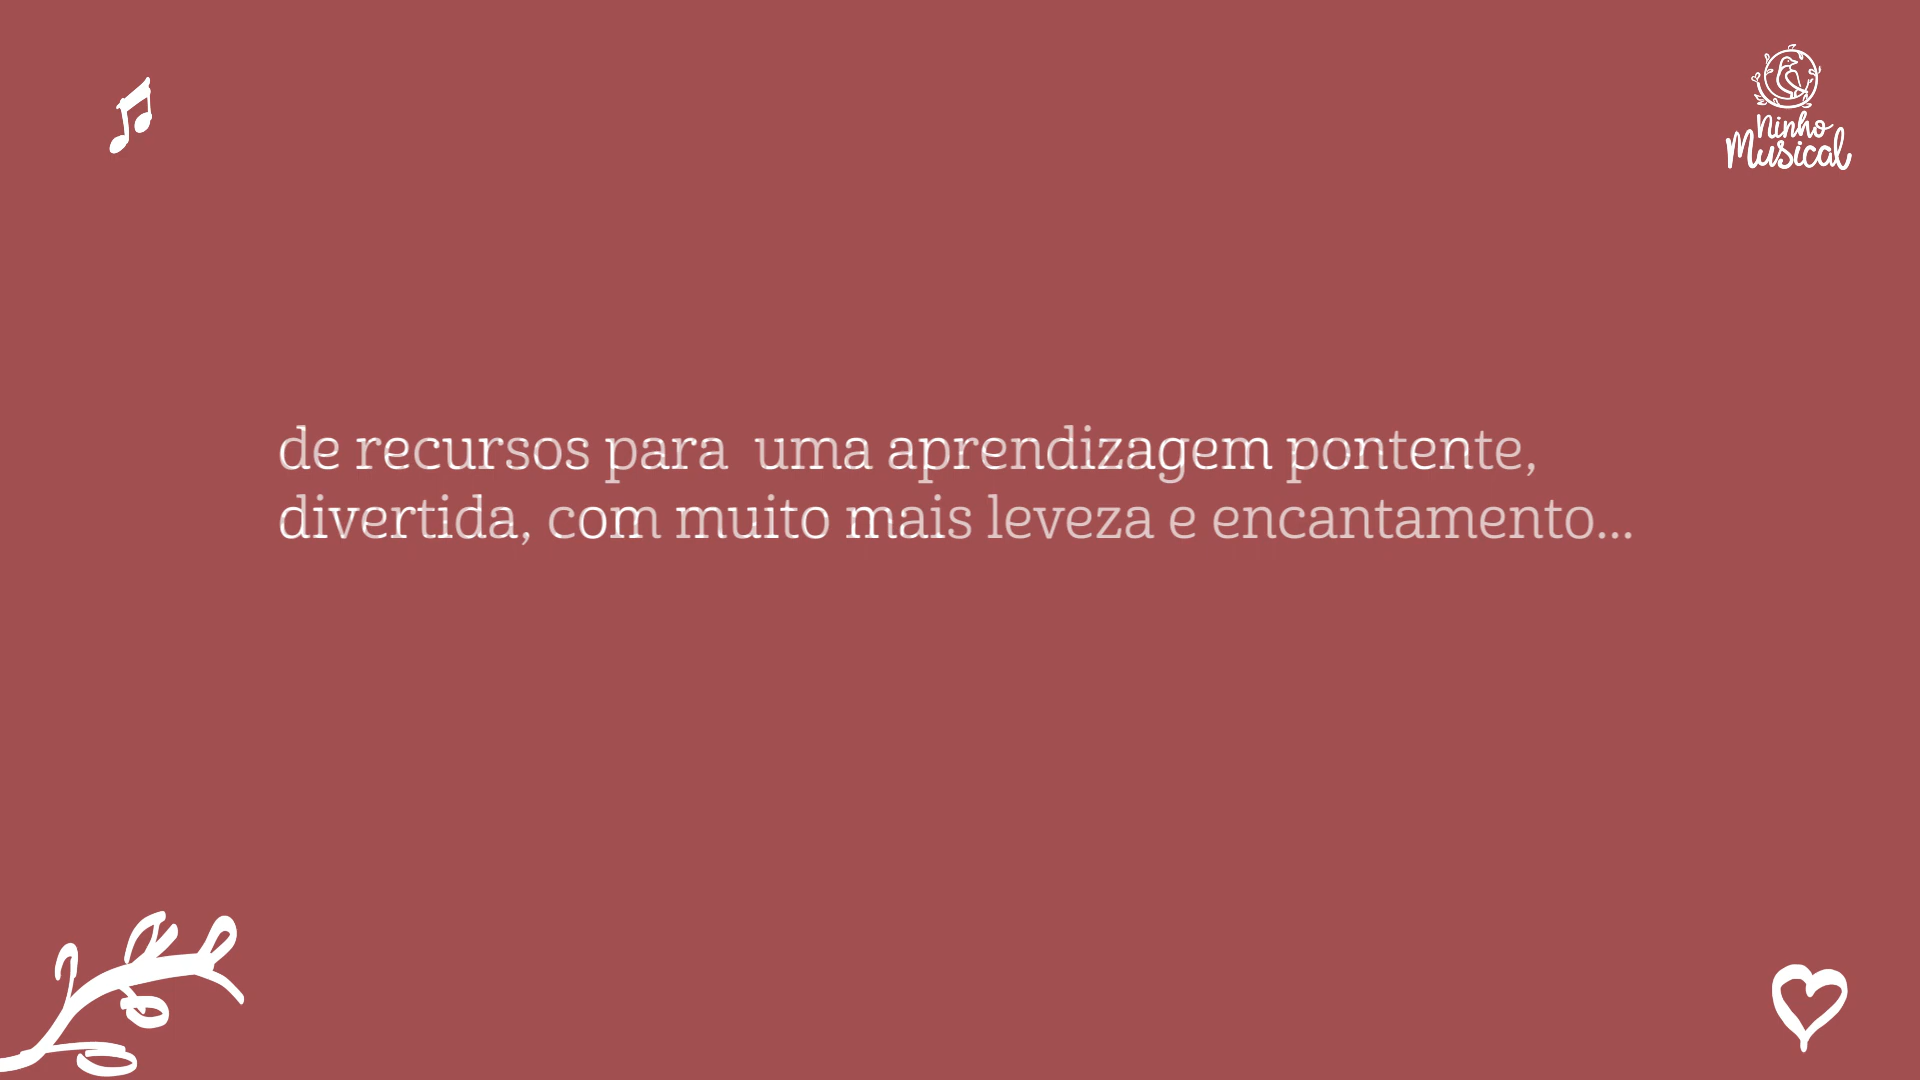 Ninho
Musical
de recursos para  uma aprendizagem pontente,
divertida, com muito mais leveza e encantamento...